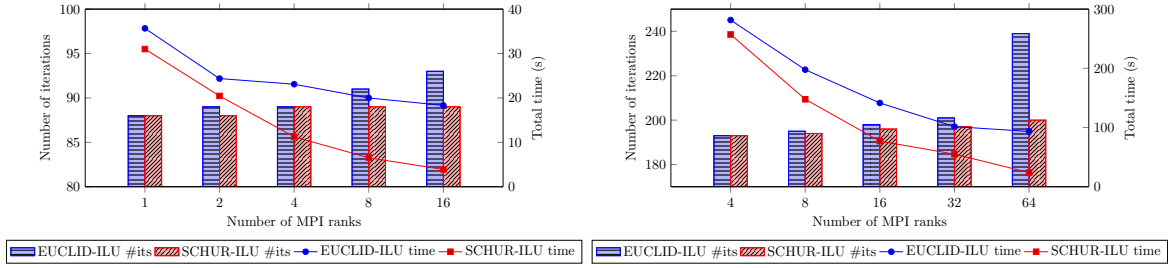 100
95
90
85
80
Number of iterations
40
30
20
10
0
Total time (s)
1 2 4 8 16
Number of MPI ranks
EUCLID-ILU #its SCHUR-ILU #its EUCLID-ILU time SCHUR-ILU time
240
220
200
180
Number of iterations
300
200
100
0
Total time (s)
4 8 16 32 64
Number of MPI ranks
EUCLID-ILU #its SCHUR-ILU #its EUCLID-ILU time SCHUR-ILU time